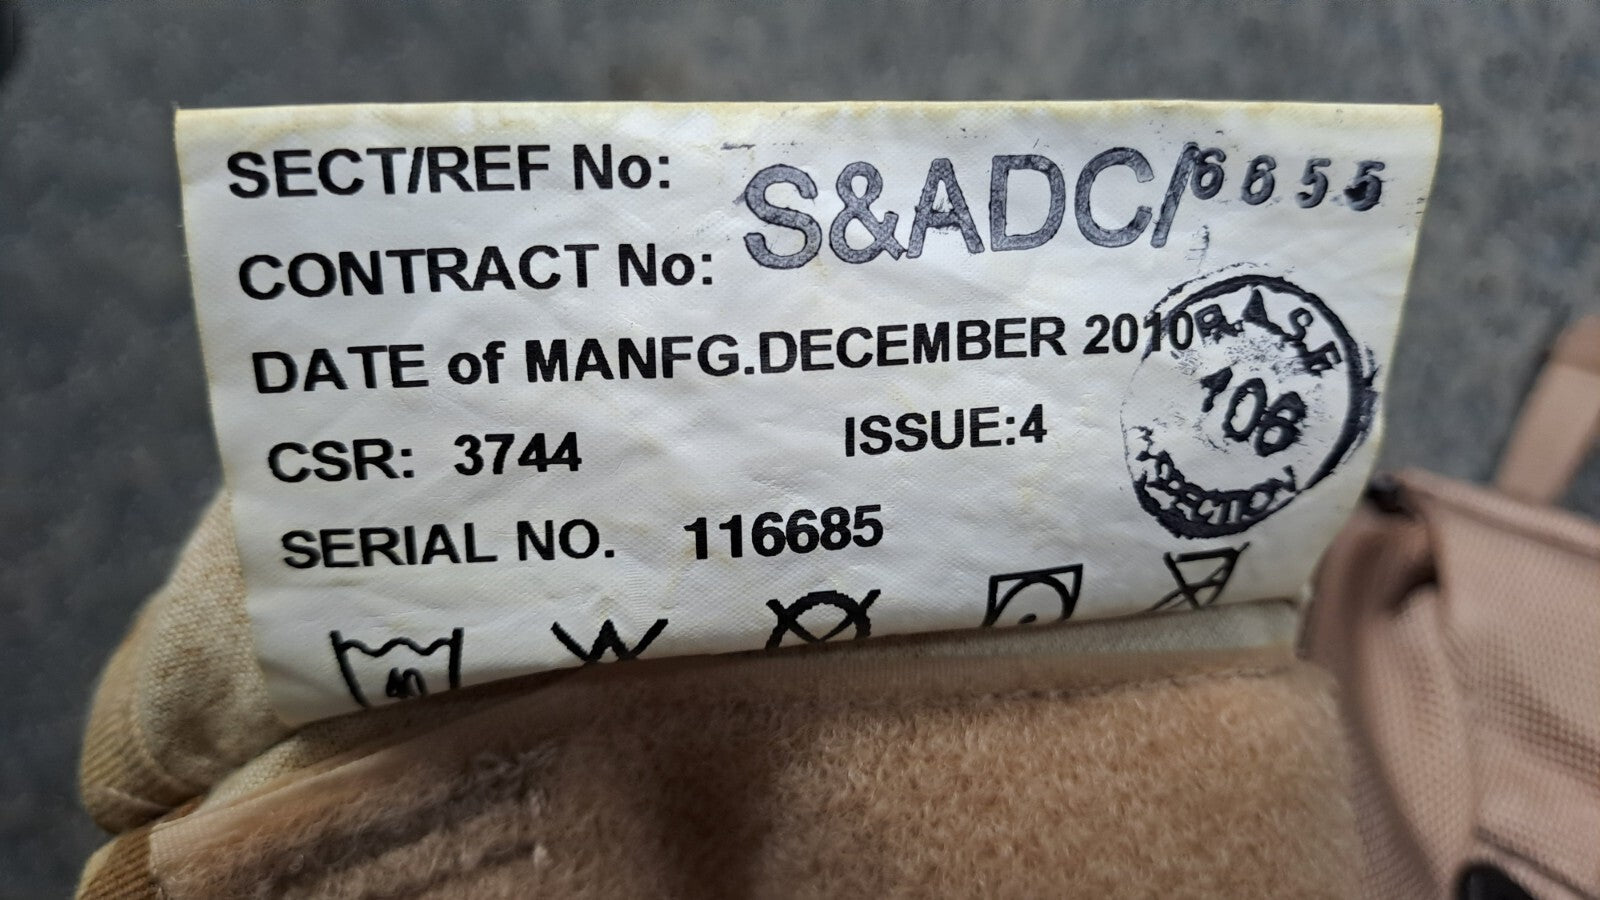 SECT/REF No:
S&ADC/6655
CONTRACT No:
DATE of MANFG.DECEMBER 2010
CSR: 3744 ISSUE:4
SERIAL NO. 116685
R.A.S.E
106
INSPECTION